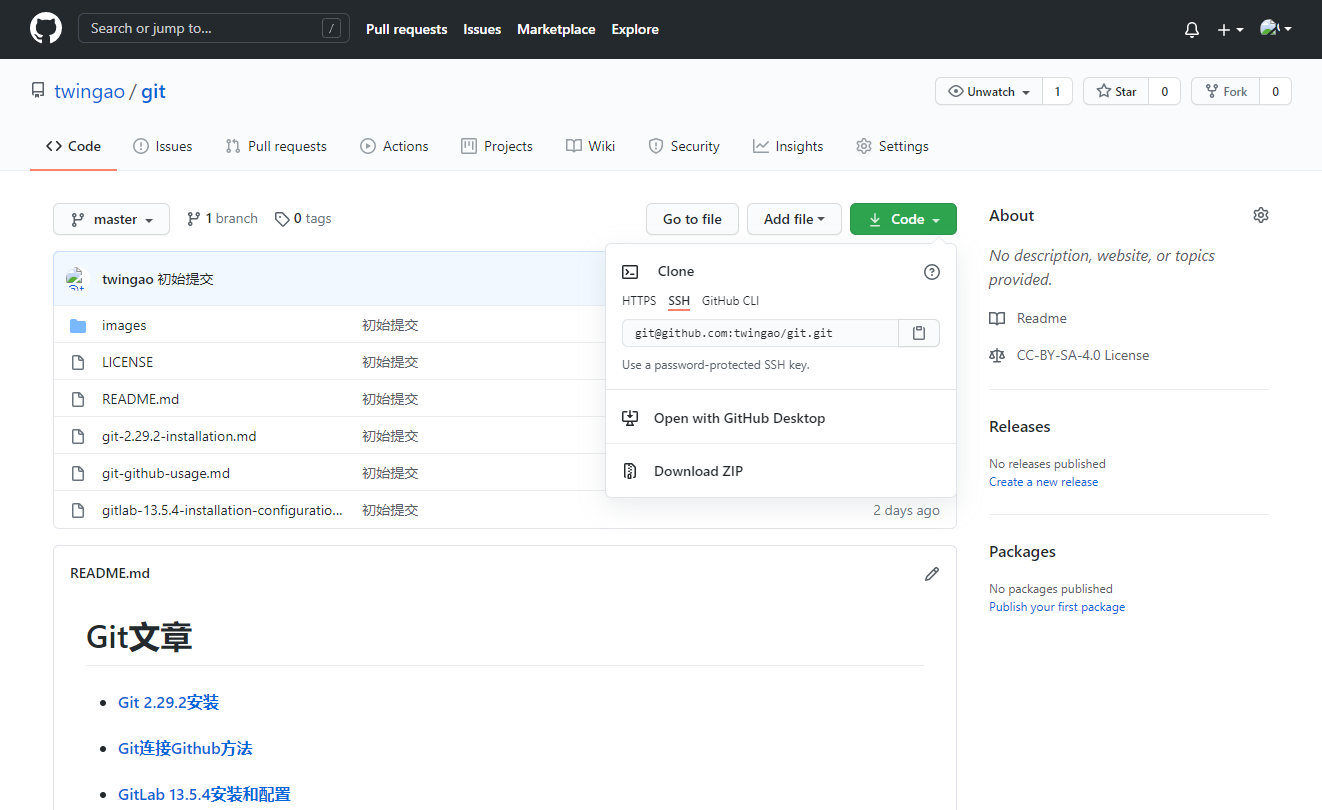 Search or jump to... / Pull requests Issues Marketplace Explore
twingao / git Unwatch 1 Star 0 Fork 0
Code Issues Pull requests Actions Projects Wiki Security Insights Settings
master 1 branch 0 tags Go to file Add file Code
twingao 初始提交
images 初始提交
LICENSE 初始提交
README.md 初始提交
git-2.29.2-installation.md 初始提交
git-github-usage.md 初始提交
gitlab-13.5.4-installation-configuratio... 初始提交 2 days ago
Clone
HTTPS SSH GitHub CLI
git@github.com:twingao/git.git
Use a password-protected SSH key.
Open with GitHub Desktop
Download ZIP
About
No description, website, or topics
provided.
Readme
CC-BY-SA-4.0 License
Releases
No releases published
Create a new release
Packages
No packages published
Publish your first package
README.md
Git文章
Git 2.29.2安装
Git连接Github方法
GitLab 13.5.4安装和配置